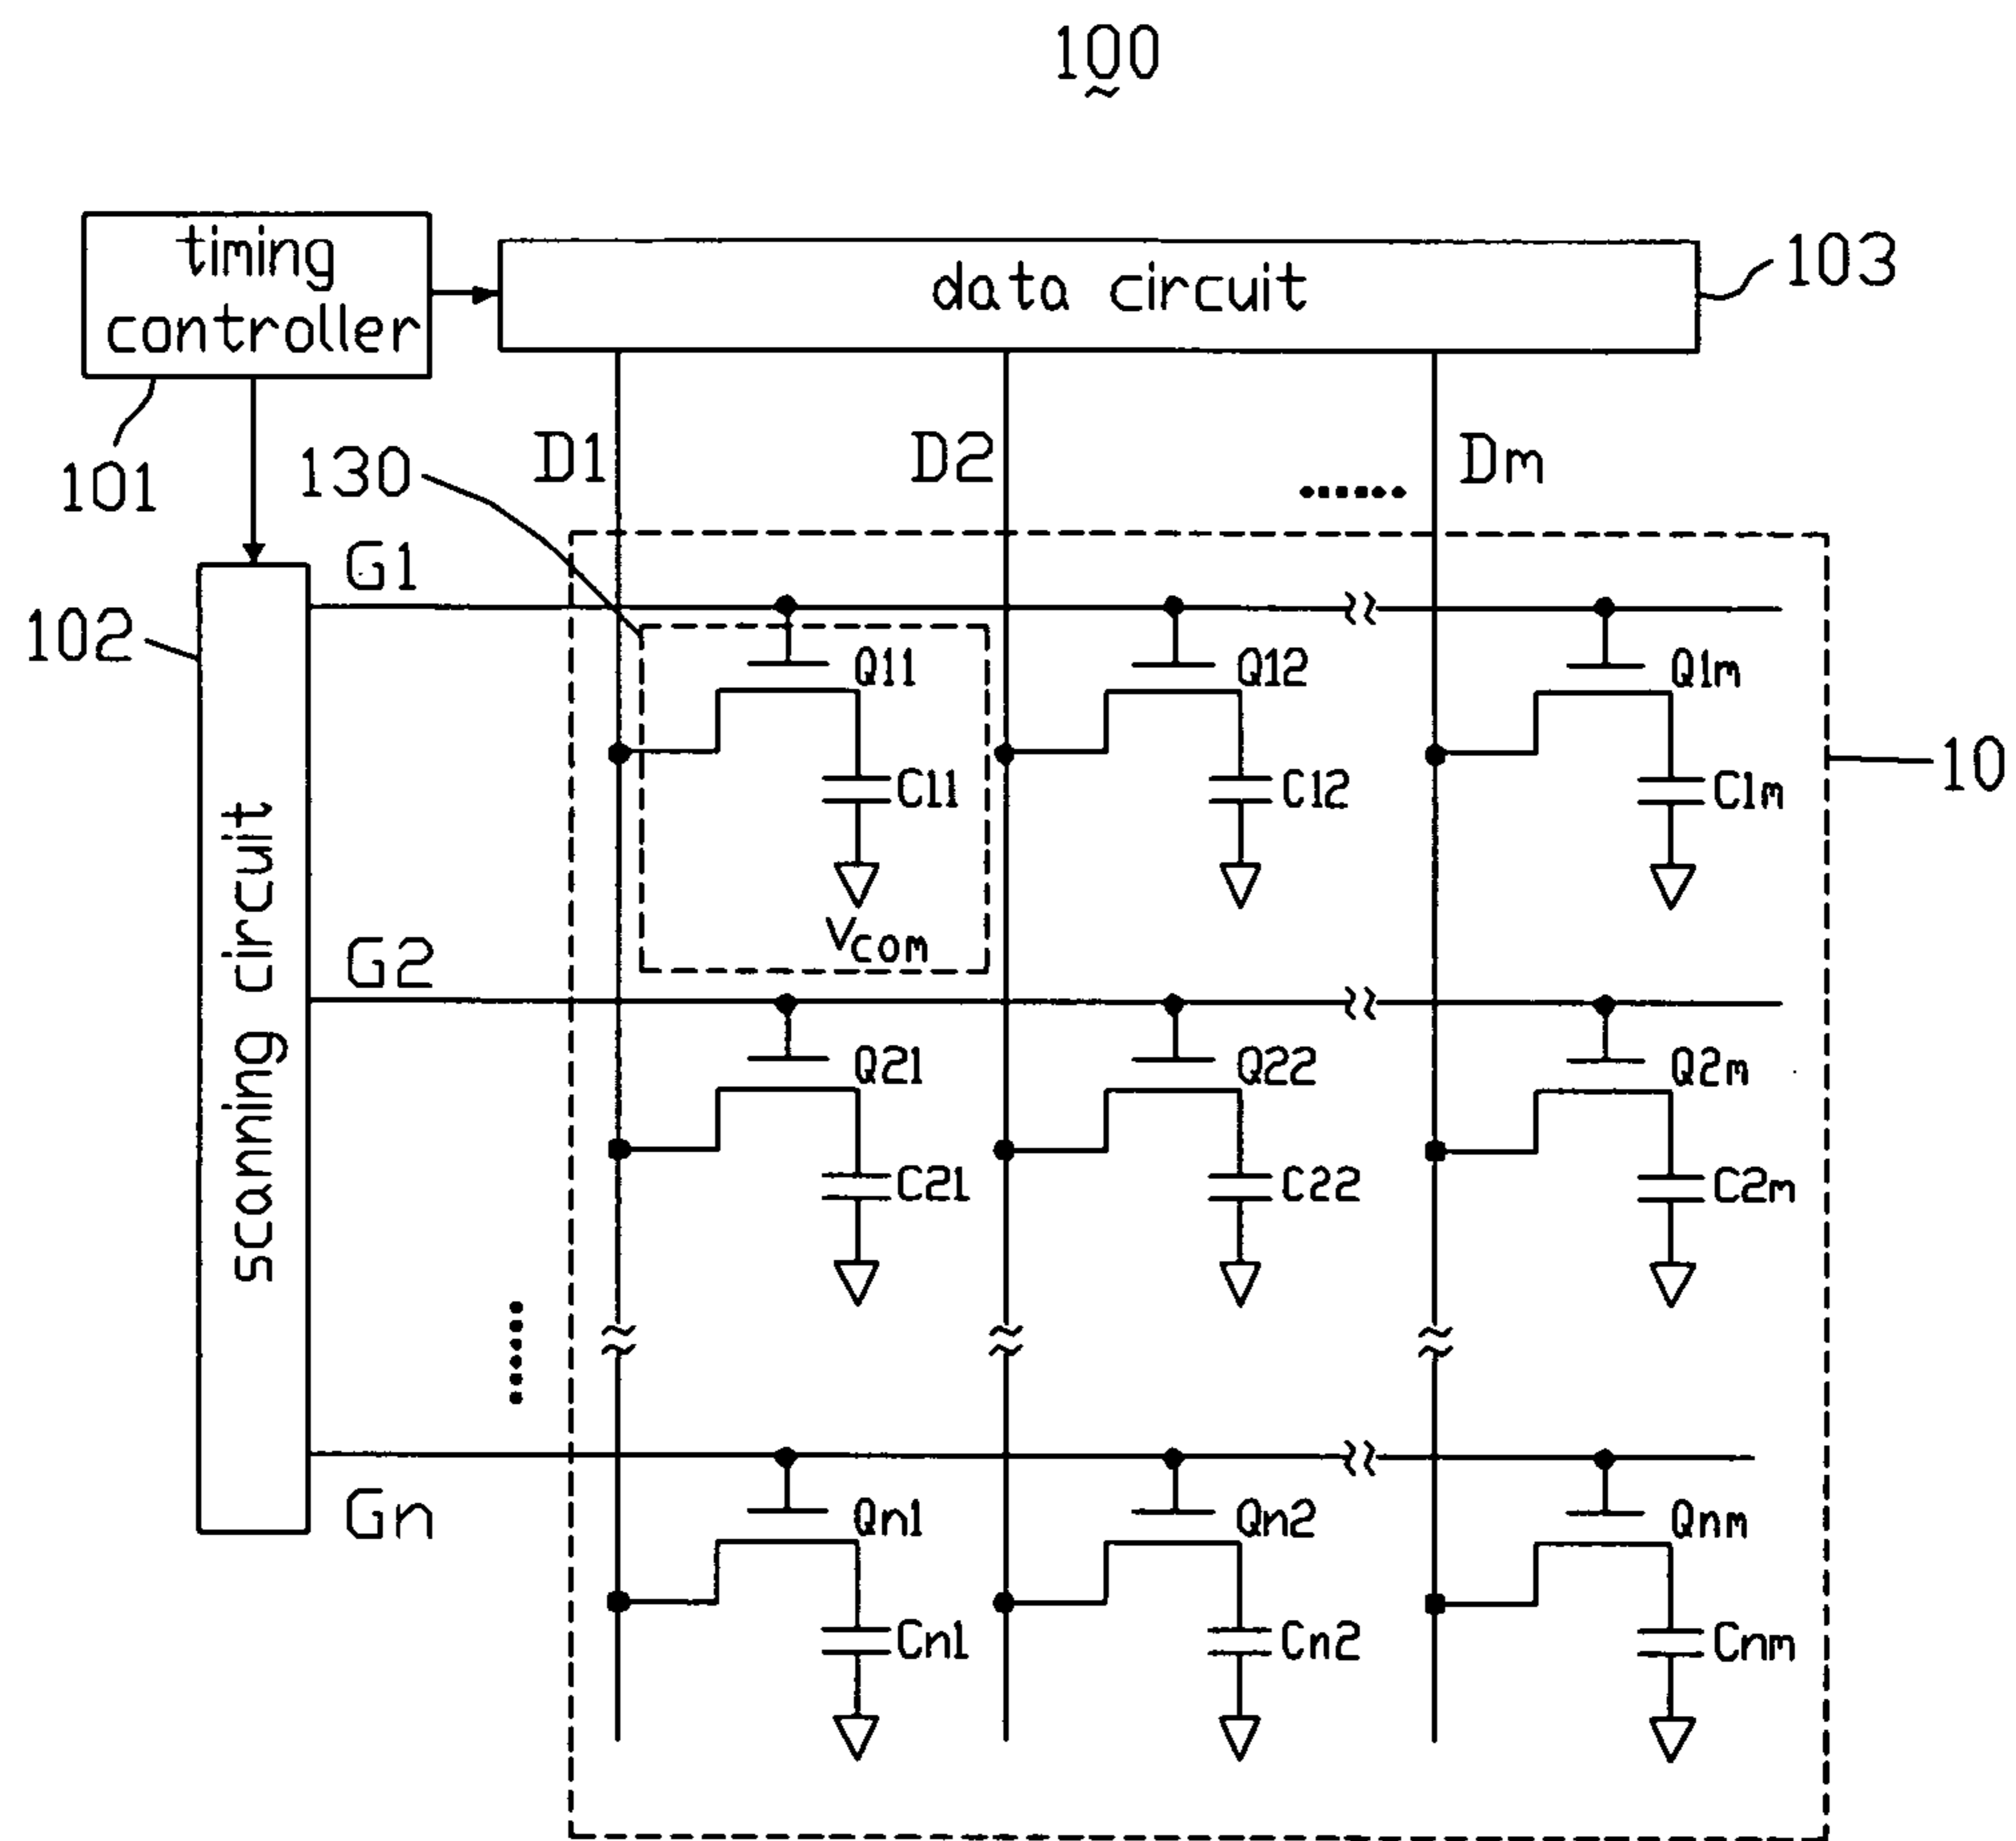 100
timing
controller
data circuit
103
101
130
D1
D2
......
Dm
G1
102
Q11
Q12
Q1m
10
C11
C12
C1m
Vcom
scanning circuit
G2
Q21
Q22
Q2m
C21
C22
C2m
......
Gn
Qn1
Qn2
Qnm
Cn1
Cn2
Cnm